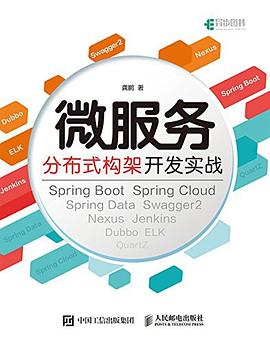 异步图书
Swagger2
Nexus
Dubbo
Spring Boot
ELK
龚鹏 著
微服务
分布式构架开发实战
Jenkins
Spring Boot Spring Cloud
Spring Data Swagger2
Nexus Jenkins
Dubbo ELK
QuartZ
Spring Data
Spring Cloud
QuartZ
中国工信出版集团
人民邮电出版社
POSTS & TELECOM PRESS